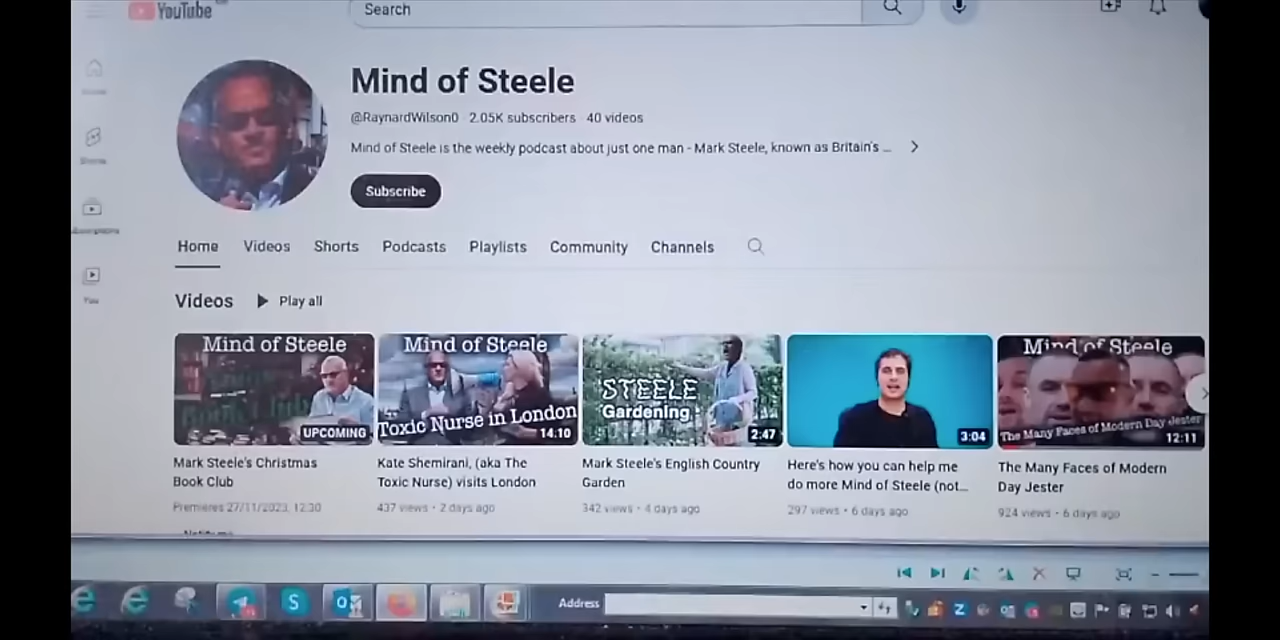 YouTube
Search
Mind of Steele
@RaynardWilson0 2.05K subscribers 40 videos
Mind of Steele is the weekly podcast about just one man - Mark Steele, known as Britain's ...
Subscribe
Home Videos Shorts Podcasts Playlists Community Channels
You
Videos Play all
Mind of Steele
UPCOMING
Mind of Steele
Toxic Nurse in London
14:10
STEELE
Gardening
2:47
3:04
Mind of Steele
The Many Faces of Modern Day Jester
12:11
Mark Steele's Christmas
Book Club
Premieres 27/11/2023, 12:30
Kate Shemirani, (aka The
Toxic Nurse) visits London
437 views • 2 days ago
Mark Steele's English Country
Garden
342 views • 4 days ago
Here's how you can help me
do more Mind of Steele (not...
297 views • 6 days ago
The Many Faces of Modern
Day Jester
924 views • 6 days ago
Address